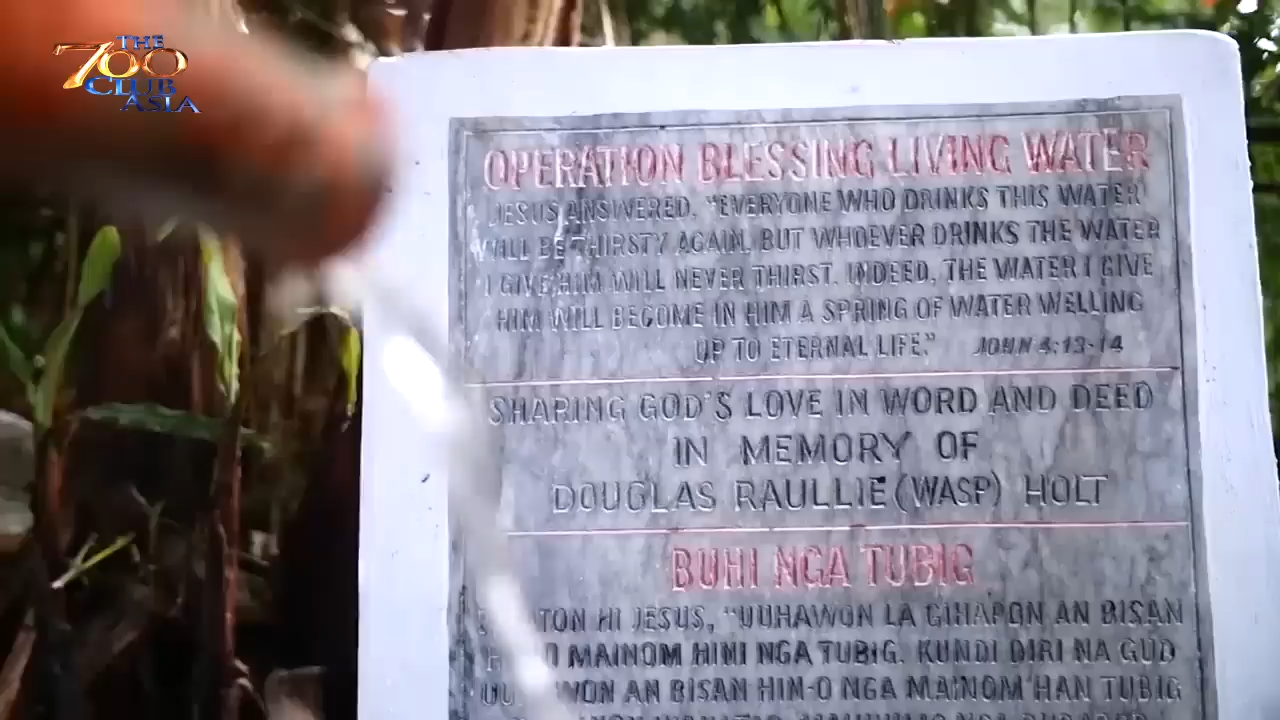 THE
700
CLUB
ASIA
OPERATION BLESSING LIVING WATER
JESUS ANSWERED, "EVERYONE WHO DRINKS THIS WATER
WILL BE THIRSTY AGAIN, BUT WHOEVER DRINKS THE WATER
I GIVE HIM WILL NEVER THIRST. INDEED, THE WATER I GIVE
HIM WILL BECOME IN HIM A SPRING OF WATER WELLING
UP TO ETERNAL LIFE." JOHN 4:13-14
SHARING GOD'S LOVE IN WORD AND DEED
IN MEMORY OF
DOUGLAS RAULLIE (WASP) HOLT
BUHI NGA TUBIG
HI JESUS, "UUHAWON LA GIHAPON AN BISAN
MAINOM HINI NGA TUBIG. KUNDI DIRI NA GUD
AN BISAN HIN-O NGA MAINOM HAN TUBIG